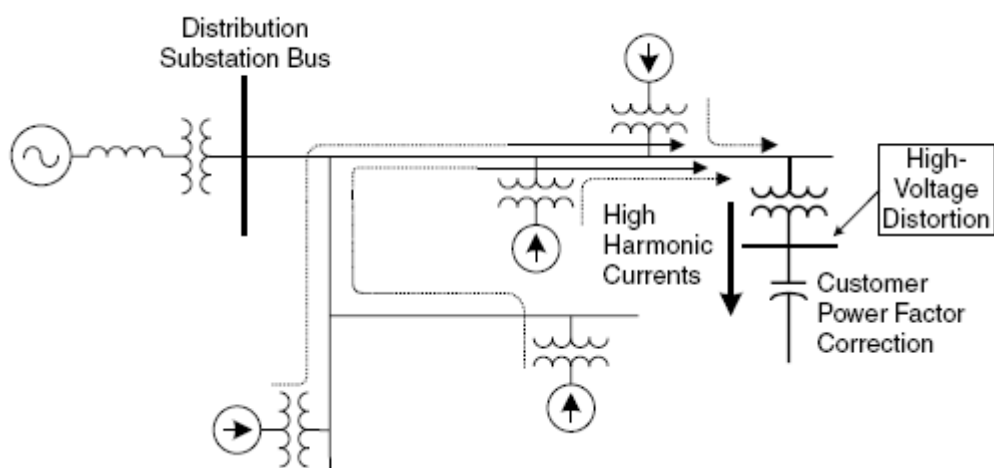 Distribution
Substation Bus
High-
Voltage
Distortion
High
Harmonic
Currents
Customer
Power Factor
Correction